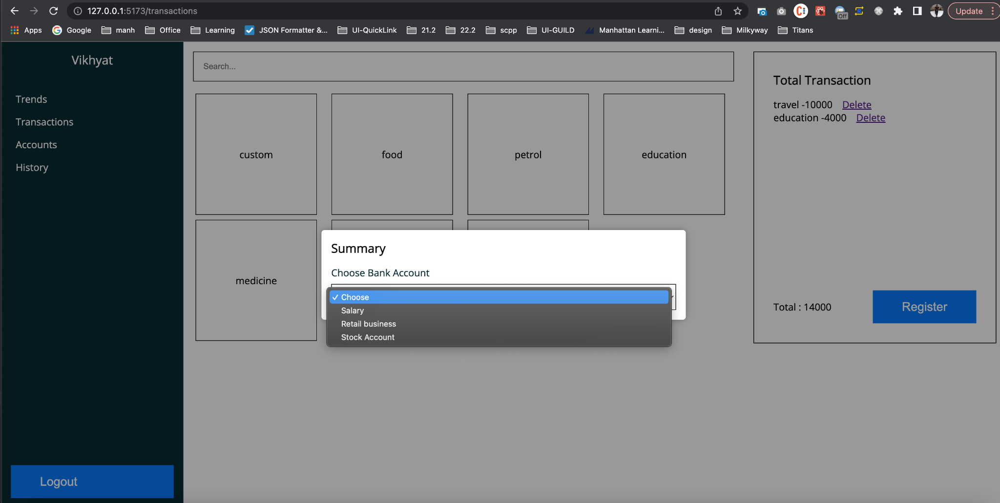 127.0.0.1:5173/transactions
Off
Update
Apps Google manh Office Learning JSON Formatter &... UI-QuickLink 21.2 22.2 scpp UI-GUILD Manhattan Learni... design Milkyway Titans
Vikhyat
Trends
Transactions
Accounts
History
Logout
Search...
custom
food
petrol
education
medicine
Summary
Choose Bank Account
✓ Choose
Salary
Retail business
Stock Account
Total Transaction
travel -10000 Delete
education -4000 Delete
Total : 14000
Register